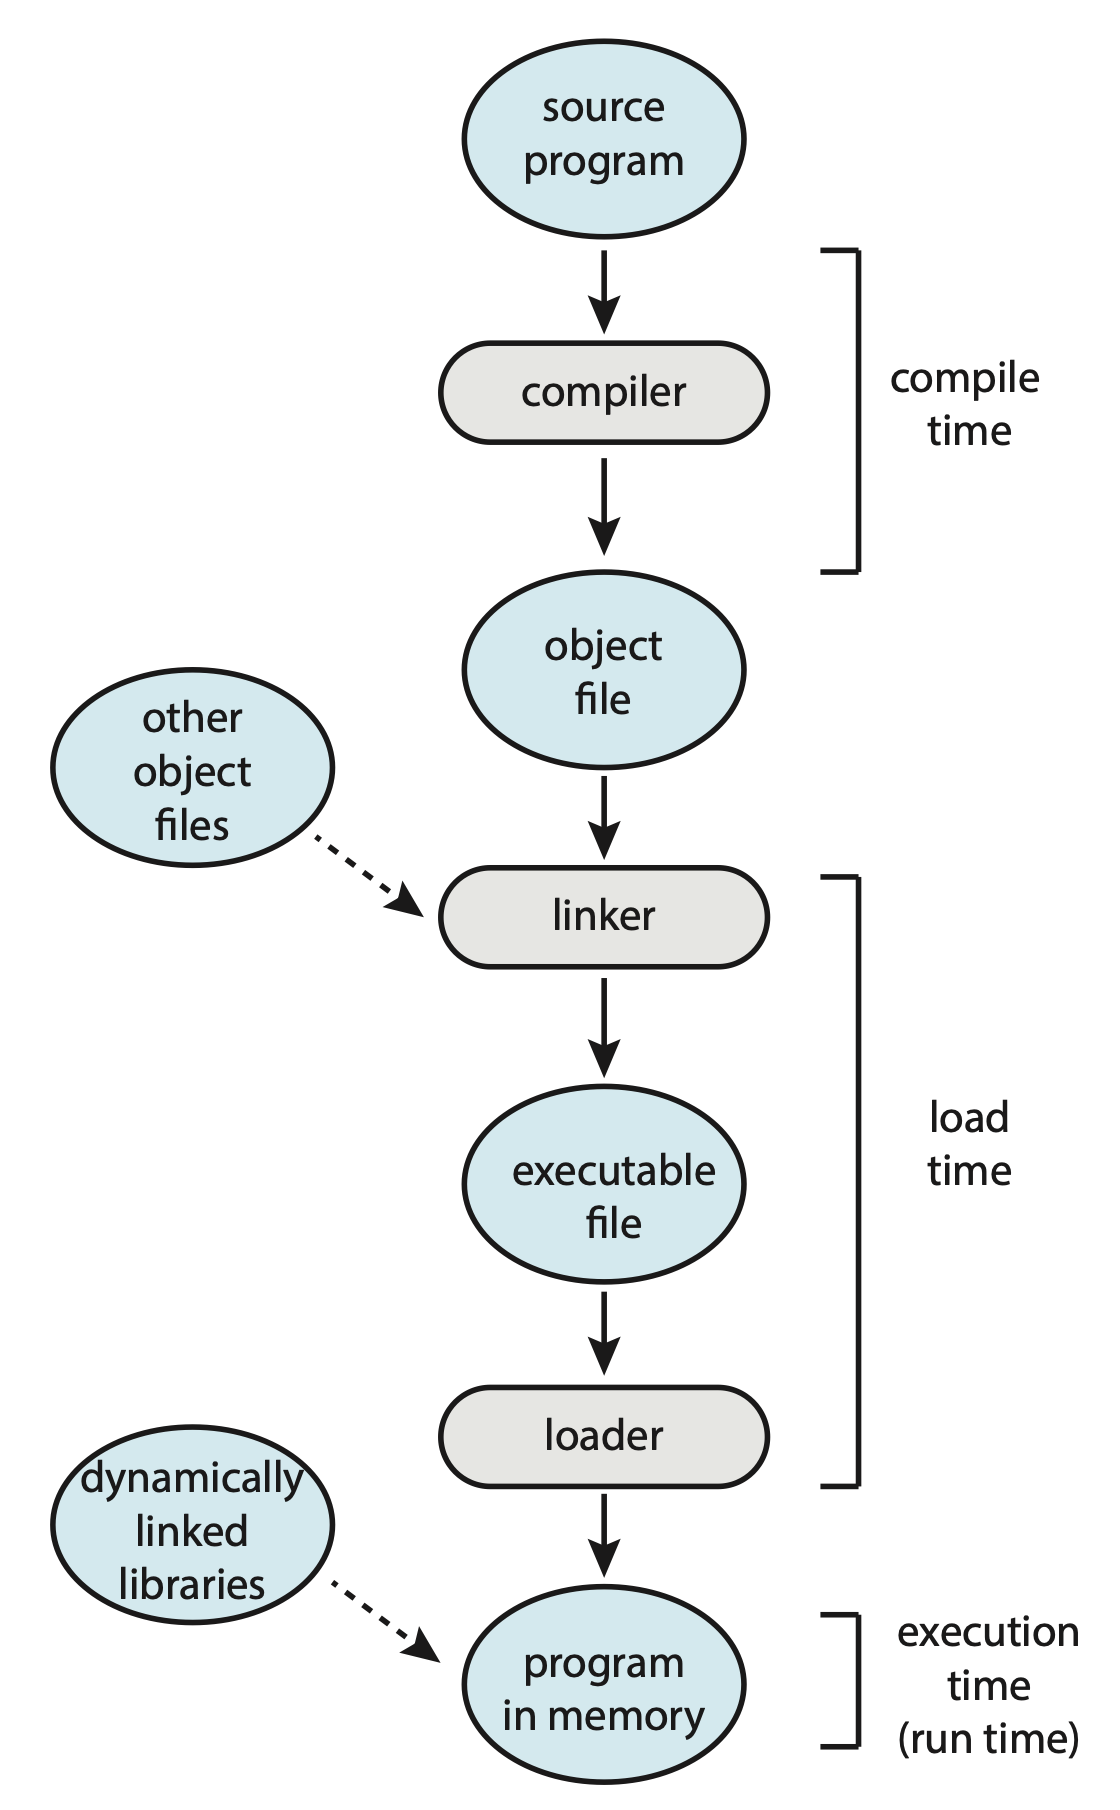 source
program
compiler
compile
time
object
file
other
object
files
linker
executable
file
load
time
loader
dynamically
linked
libraries
program
in memory
execution
time
(run time)